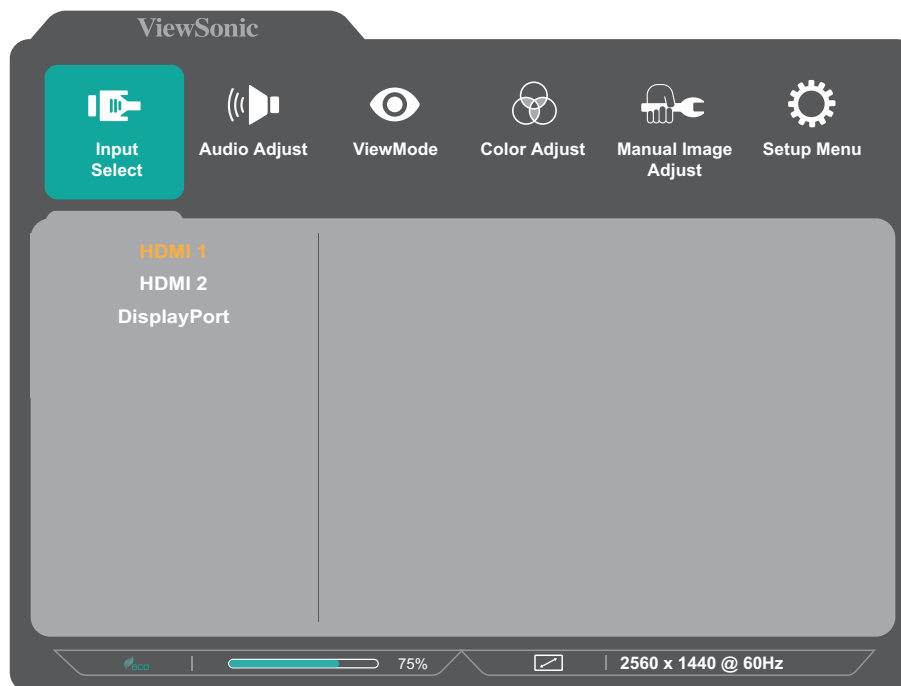 ViewSonic
Input Select
Audio Adjust
ViewMode
Color Adjust
Manual Image Adjust
Setup Menu
HDMI 1
HDMI 2
DisplayPort
eco
75%
2560 x 1440 @ 60Hz